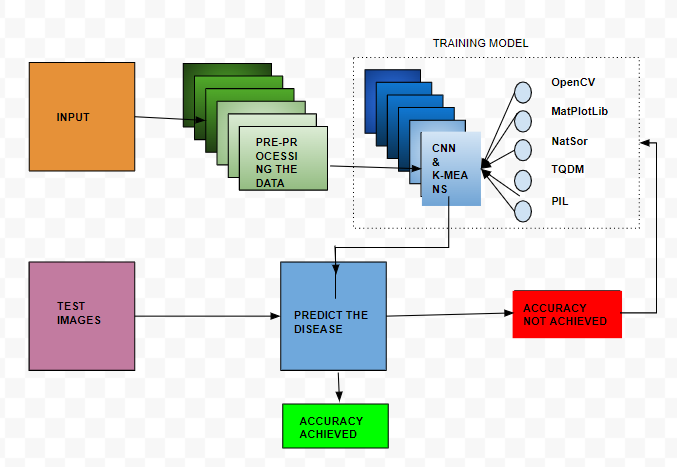 TRAINING MODEL
INPUT
PRE-PR
OCESSI
NG THE
DATA
CNN
&
K-MEA
NS
OpenCV
MatPlotLib
NatSor
TQDM
PIL
TEST
IMAGES
PREDICT THE
DISEASE
ACCURACY
NOT ACHIEVED
ACCURACY
ACHIEVED